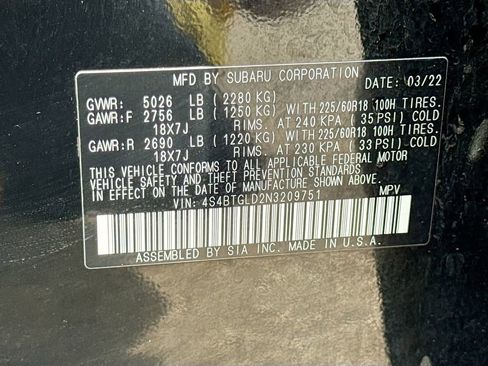 MFD BY SUBARU CORPORATION
DATE: 03/22
GVWR: 5026 LB (2280 KG)
GAWR:F 2756 LB (1250 KG) WITH 225/60R18 100H TIRES.
18X7J RIMS. AT 240 KPA (35 PSI) COLD
GAWR:R 2690 LB (1220 KG) WITH 225/60R18 100H TIRES.
18X7J RIMS. AT 230 KPA (33 PSI) COLD
THIS VEHICLE CONFORMS TO ALL APPLICABLE FEDERAL MOTOR
VEHICLE SAFETY AND THEFT PREVENTION STANDARDS
IN EFFECT ON THE DATE OF MANUFACTURE SHOWN ABOVE.
VIN: 4S4BTGLD2N3209751 MPV
ASSEMBLED BY SIA INC. MADE IN U.S.A.